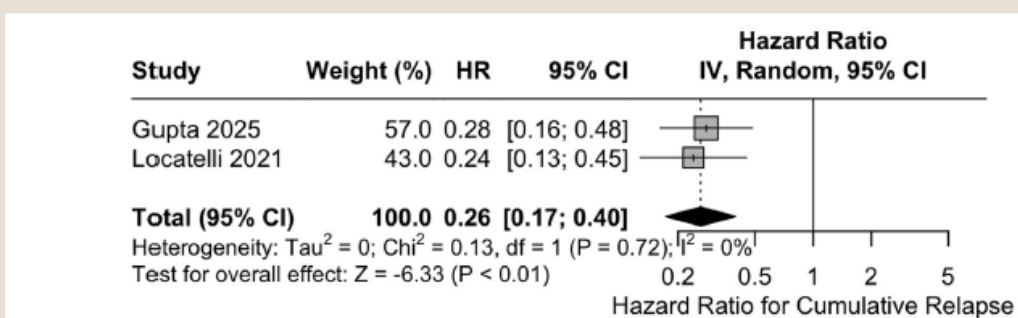 Hazard Ratio
Study Weight (%) HR 95% CI IV, Random, 95% CI
Gupta 2025 57.0 0.28 [0.16; 0.48]
Locatelli 2021 43.0 0.24 [0.13; 0.45]
Total (95% CI) 100.0 0.26 [0.17; 0.40]
Heterogeneity: Tau² = 0; Chi² = 0.13, df = 1 (P = 0.72); I² = 0%
Test for overall effect: Z = -6.33 (P < 0.01) 0.2 0.5 1 2 5
Hazard Ratio for Cumulative Relapse